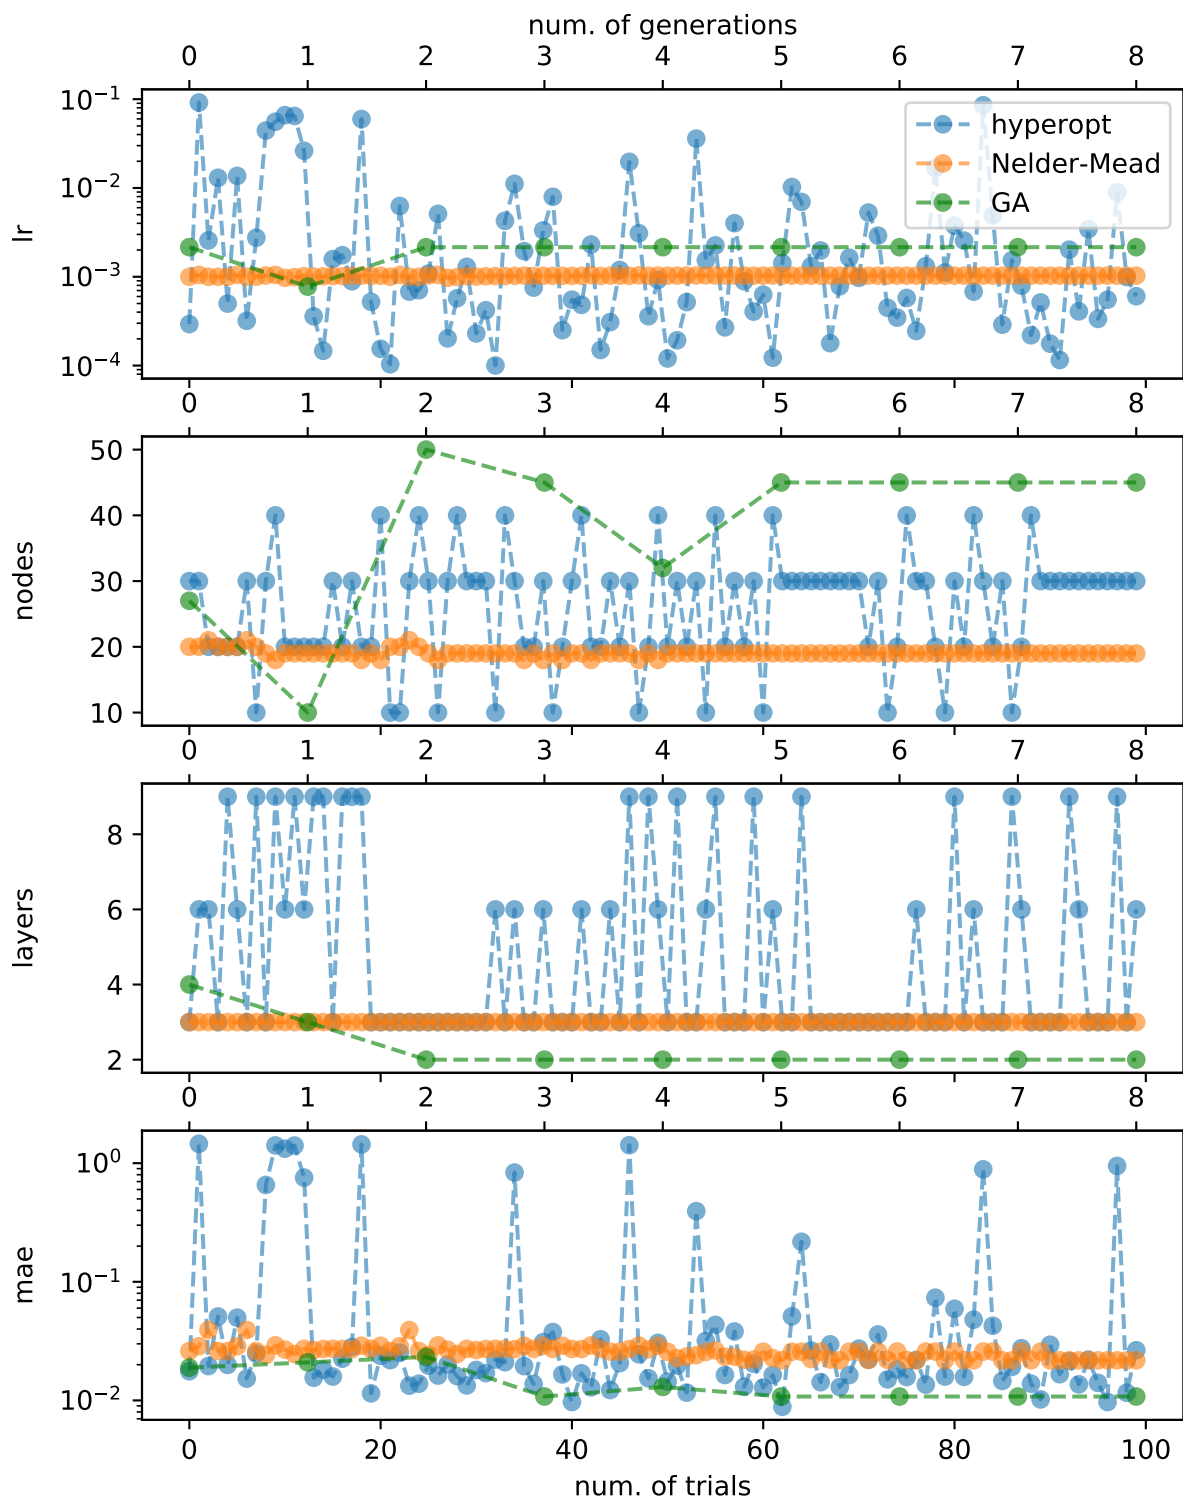 num. of generations
0 1 2 3 4 5 6 7 8
10⁻¹
10⁻²
10⁻³
10⁻⁴
lr
hyperopt
Nelder-Mead
GA
0 1 2 3 4 5 6 7 8
50
40
30
20
10
nodes
0 1 2 3 4 5 6 7 8
8
6
4
2
layers
0 1 2 3 4 5 6 7 8
10⁰
10⁻¹
10⁻²
mae
0 20 40 60 80 100
num. of trials